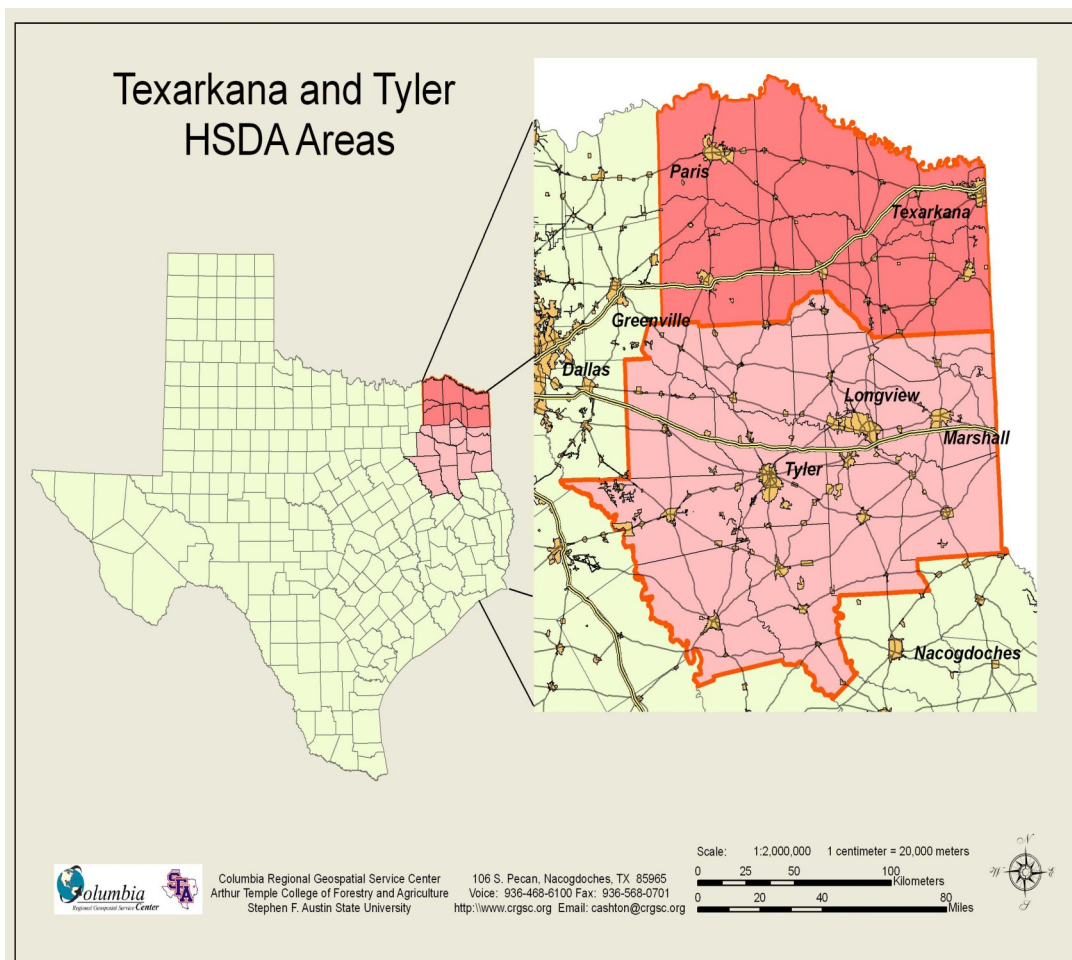 Texarkana and Tyler
HSDA Areas
Paris
Texarkana
Greenville
Dallas
Longview
Marshall
Tyler
Nacogdoches
Columbia
Regional Geospatial Service Center
SFA
Columbia Regional Geospatial Service Center
Arthur Temple College of Forestry and Agriculture
Stephen F. Austin State University
106 S. Pecan, Nacogdoches, TX 85965
Voice: 936-468-6100 Fax: 936-568-0701
http:\\www.crgsc.org Email: cashton@crgsc.org
Scale: 1:2,000,000 1 centimeter = 20,000 meters
0 25 50 100
Kilometers
0 20 40 80
Miles
N
W E
S